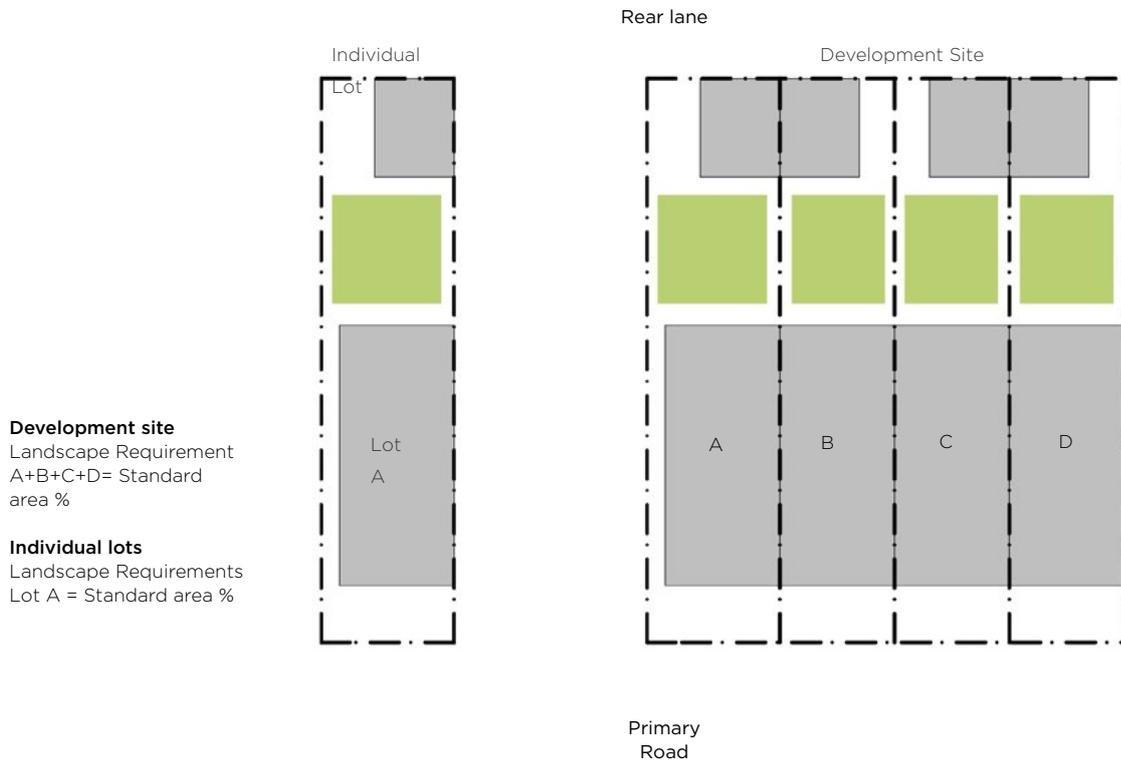 Rear lane
Individual
Lot
Development Site
Development site
Landscape Requirement
A+B+C+D= Standard
area %
Individual lots
Landscape Requirements
Lot A = Standard area %
Lot
A
A
B
C
D
Primary
Road